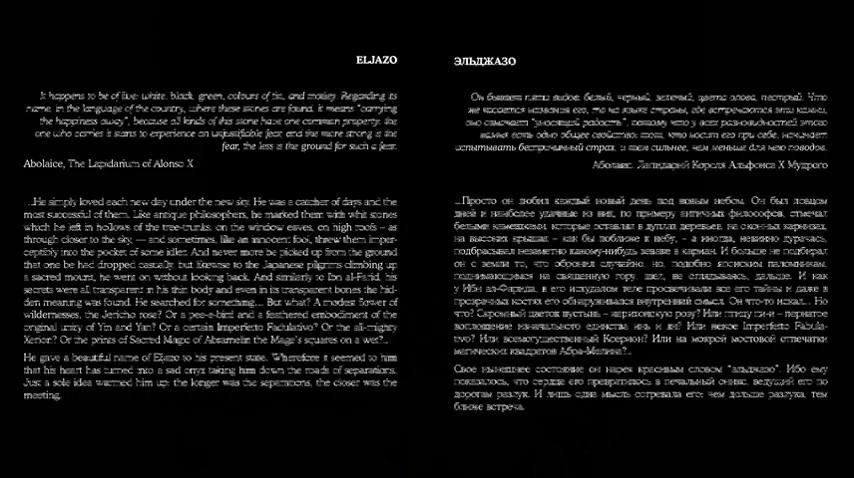 ELJAZO
It happens to be of five: white, black, green, colours of tin, and motley. Regarding its
name, in the language of the country, where these stones are found, it means "carrying
the happiness away", because all kinds of this stone have one common property: the
one who carries it starts to experience an unjustifiable fear, and the more strong is the
fear, the less is the ground for such a fear.
Abolaice, The Lapidarium of Alonso X
...He simply loved each new day under the new sky. He was a catcher of days and the
most successful of them. Like antique philosophers, he marked them with whit stones
which he left in hollows of the tree-trunks, on the window eaves, on high roofs – as
through closer to the sky, — and sometimes, like an innocent fool, threw them imper-
ceptibly into the pocket of some idler. And never more be picked up from the ground
that one be had dropped casually, but likewise to the Japanese pilgrims climbing up
a sacred mount, he went on without looking back. And similarly to Ibn al-Farid, his
secrets were all transparent in his thin body and even in its transparent bones the hid-
den meaning was found. He searched for something... But what? A modest flower of
wildernesses, the Jericho rose? Or a pee-e-bird and a feathered embodiment of the
original unity of Yin and Yan? Or a certain Imperfecto Fadulativo? Or the all-mighty
Xerion? Or the prints of Sacred Magic of Abramelin the Mage's squares on a wet?...
He gave a beautiful name of Eljazo to his present state. Wherefore it seemed to him
that his heart has turned into a sad onyx taking him down the roads of separations.
Just a sole idea warmed him up: the longer was the separations, the closer was the
meeting.
ЭЛЬДЖАЗО
Он бывает пяти видов: белый, черный, зеленый, цвета олова, пестрый. Что
же касается названия его, то на языке страны, где встречаются эти камни,
оно означает "уносящий радость", потому что у всех разновидностей этого
камня есть одно общее свойство: тот, кто носит его при себе, начинает
испытывать беспричинный страх, и тем сильнее, чем меньше для него поводов.
Аболаис. Лапидарий Короля Альфонса X Мудрого
...Просто он любил каждый новый день под новым небом. Он был ловцом
дней и наиболее удачные из них, по примеру античных философов, отмечал
белыми камешками, которые оставлял в дуплах деревьев, на оконных карнизах,
на высоких крышах – как бы поближе к небу, – а иногда, невинно дурачась,
подбрасывал незаметно какому-нибудь зеваке в карман. И больше не подбирал
он с земли то, что обронил случайно но, подобно японским паломникам,
поднимающимся на священную гору, шел, не оглядываясь, дальше. И как
у Ибн ал-Фарида, в его исхудалом теле просвечивали все его тайны и даже в
прозрачных костях его обнаруживался внутренний смысл. Он что-то искал... Но
что? Скромный цветок пустынь – иерихонскую розу? Или птицу пи-и – пернатое
воплощение изначального единства инь и ян? Или некое Imperfecto Fabula-
tevo? Или всемогущественный Ксерион? Или на мокрой мостовой отпечатки
магических квадретов Абра-Мелина?..
Свое нынешнее состояние он нарек красивым словом "эльджазо". Ибо ему
показалось, что сердце его превратилось в печальный оникс, ведущий его по
дорогам разлук. И лишь одна мысль согревала его: чем дольше разлука, тем
ближе встреча.